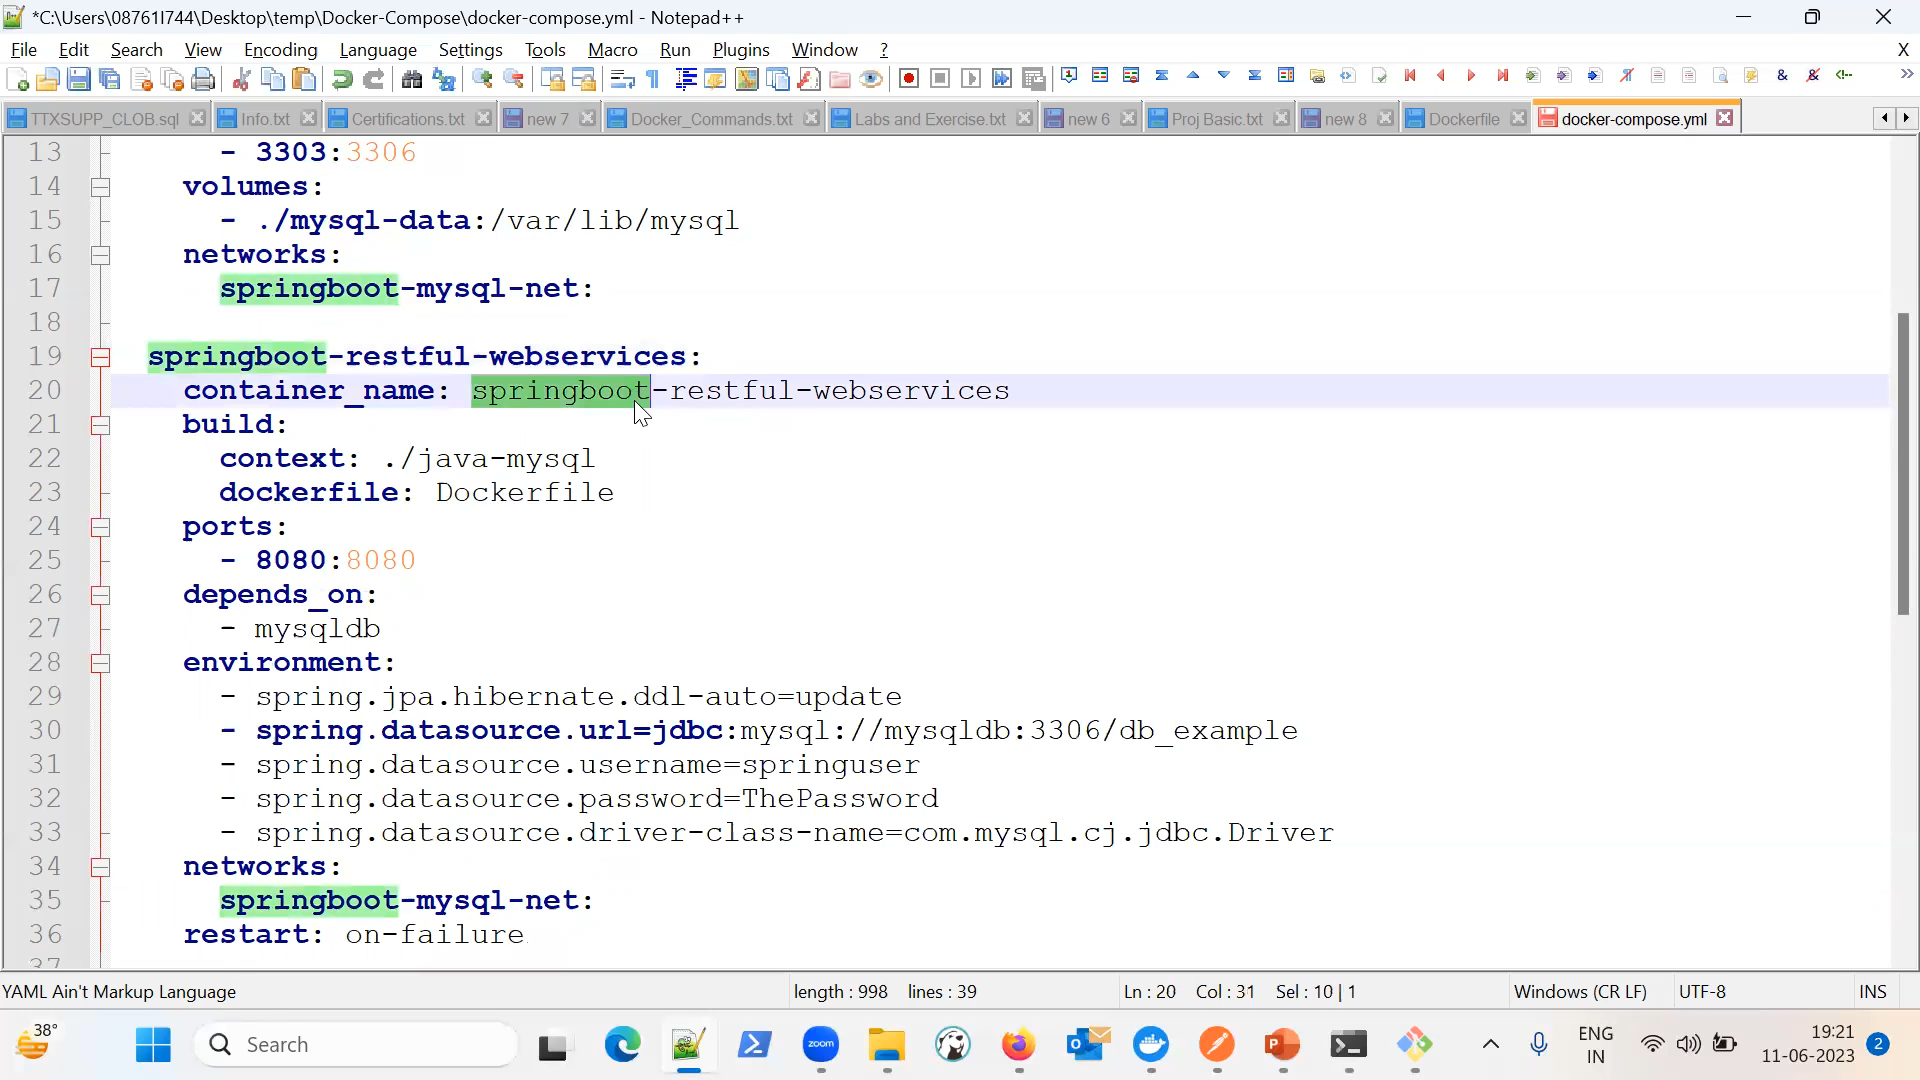 *C:\Users\08761I744\Desktop\temp\Docker-Compose\docker-compose.yml - Notepad++
File Edit Search View Encoding Language Settings Tools Macro Run Plugins Window ? X
TTXSUPP_CLOB.sql Info.txt Certifications.txt new 7 Docker_Commands.txt Labs and Exercise.txt new 6 Proj Basic.txt new 8 Dockerfile docker-compose.yml
13 - 3303:3306
14 volumes:
15 - ./mysql-data:/var/lib/mysql
16 networks:
17 springboot-mysql-net:
18
19 springboot-restful-webservices:
20 container_name: springboot-restful-webservices
21 build:
22 context: ./java-mysql
23 dockerfile: Dockerfile
24 ports:
25 - 8080:8080
26 depends_on:
27 - mysqldb
28 environment:
29 - spring.jpa.hibernate.ddl-auto=update
30 - spring.datasource.url=jdbc:mysql://mysqldb:3306/db_example
31 - spring.datasource.username=springuser
32 - spring.datasource.password=ThePassword
33 - spring.datasource.driver-class-name=com.mysql.cj.jdbc.Driver
34 networks:
35 springboot-mysql-net:
36 restart: on-failure
37
YAML Ain't Markup Language length : 998 lines : 39 Ln : 20 Col : 31 Sel : 10 | 1 Windows (CR LF) UTF-8 INS
38° Search zoom ENG 19:21
IN 11-06-2023 2